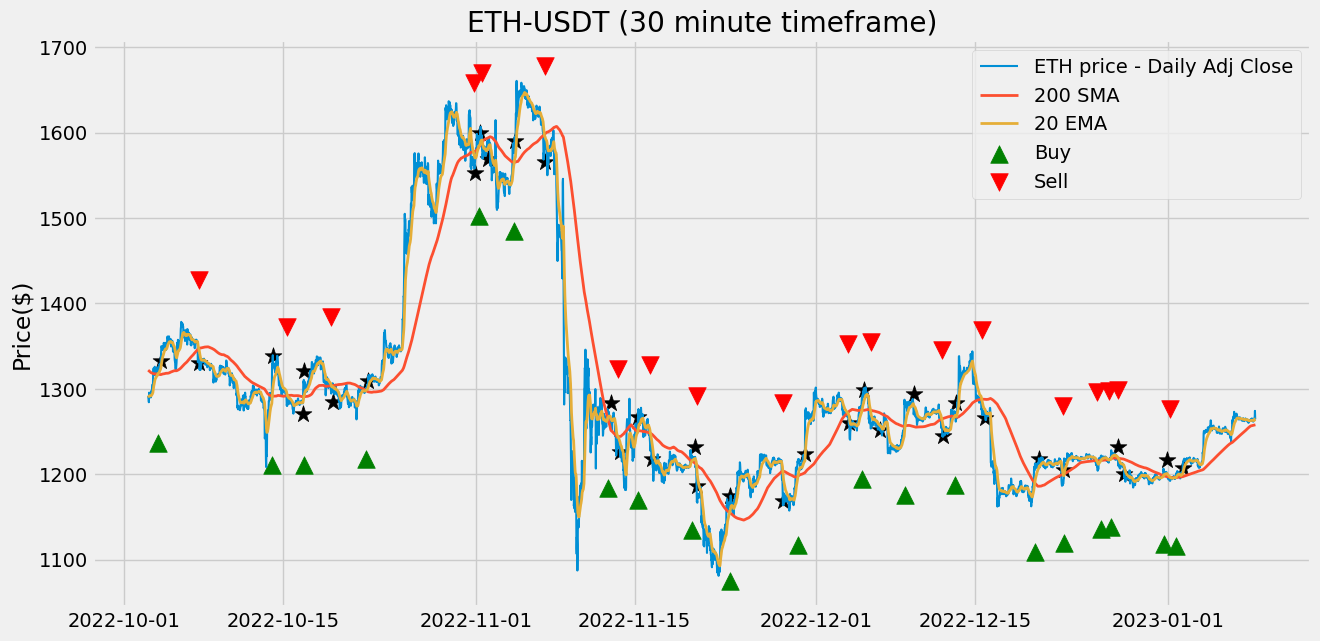 ETH-USDT (30 minute timeframe)
1700
1600
1500
1400
1300
1200
1100
Price($)
ETH price - Daily Adj Close
200 SMA
20 EMA
Buy
Sell
2022-10-01
2022-10-15
2022-11-01
2022-11-15
2022-12-01
2022-12-15
2023-01-01